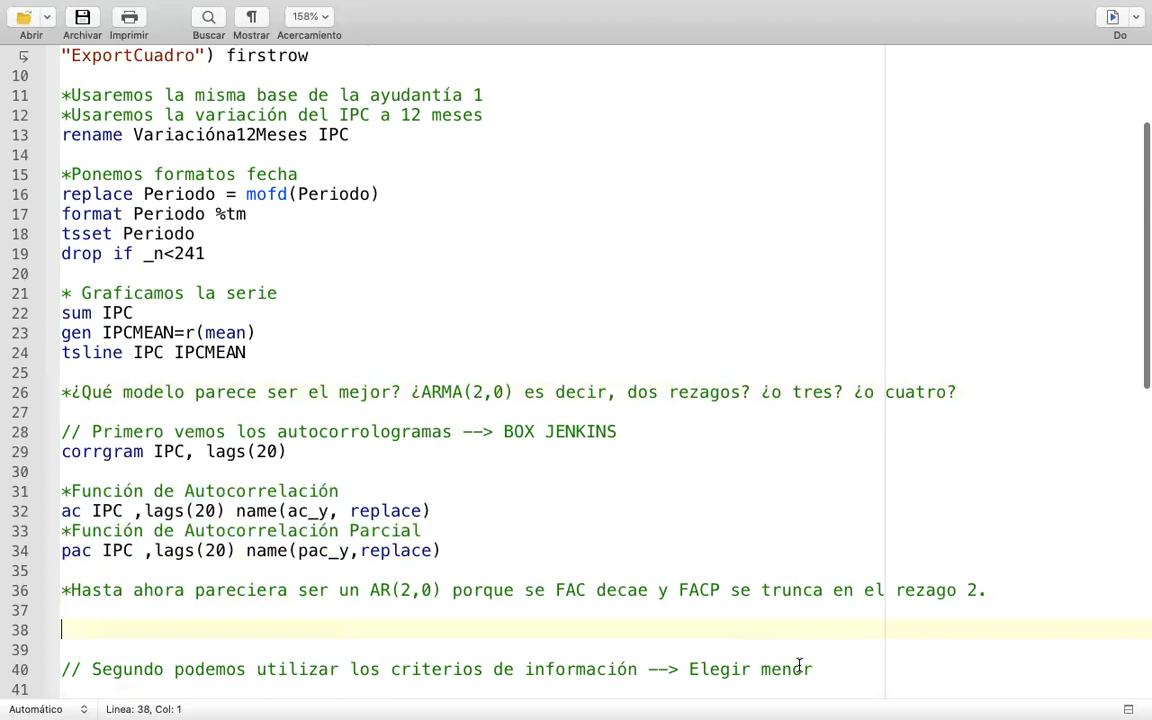 158%
Abrir Archivar Imprimir Buscar Mostrar Acercamiento Do
"ExportCuadro") firstrow
10
11 *Usaremos la misma base de la ayudantía 1
12 *Usaremos la variación del IPC a 12 meses
13 rename Variacióna12Meses IPC
14
15 *Ponemos formatos fecha
16 replace Periodo = mofd(Periodo)
17 format Periodo %tm
18 tsset Periodo
19 drop if _n<241
20
21 * Graficamos la serie
22 sum IPC
23 gen IPCMEAN=r(mean)
24 tsline IPC IPCMEAN
25
26 *¿Qué modelo parece ser el mejor? ¿ARMA(2,0) es decir, dos rezagos? ¿o tres? ¿o cuatro?
27
28 // Primero vemos los autocorrologramas --> BOX JENKINS
29 corrgram IPC, lags(20)
30
31 *Función de Autocorrelación
32 ac IPC ,lags(20) name(ac_y, replace)
33 *Función de Autocorrelación Parcial
34 pac IPC ,lags(20) name(pac_y,replace)
35
36 *Hasta ahora pareciera ser un AR(2,0) porque se FAC decae y FACP se trunca en el rezago 2.
37
38
39
40 // Segundo podemos utilizar los criterios de información --> Elegir menor
41
Automático Linea: 38, Col: 1